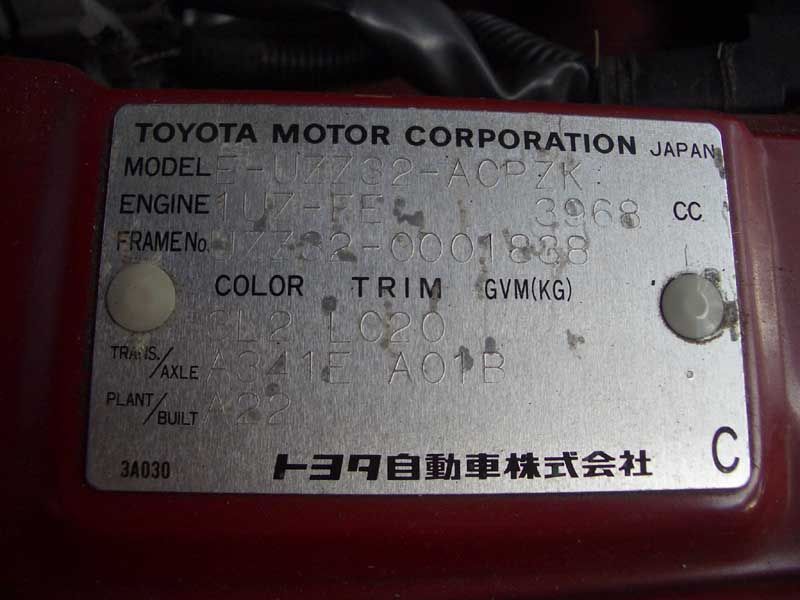 TOYOTA MOTOR CORPORATION JAPAN
MODEL E-UZZ32-ACPZK
ENGINE 1UZ-FE 3968 CC
FRAME No. UZZ32-0001838
COLOR TRIM GVM(KG)
3L2 LC20
TRANS./AXLE A341E A01B
PLANT/BUILT A22
3A030 トヨタ自動車株式会社 C